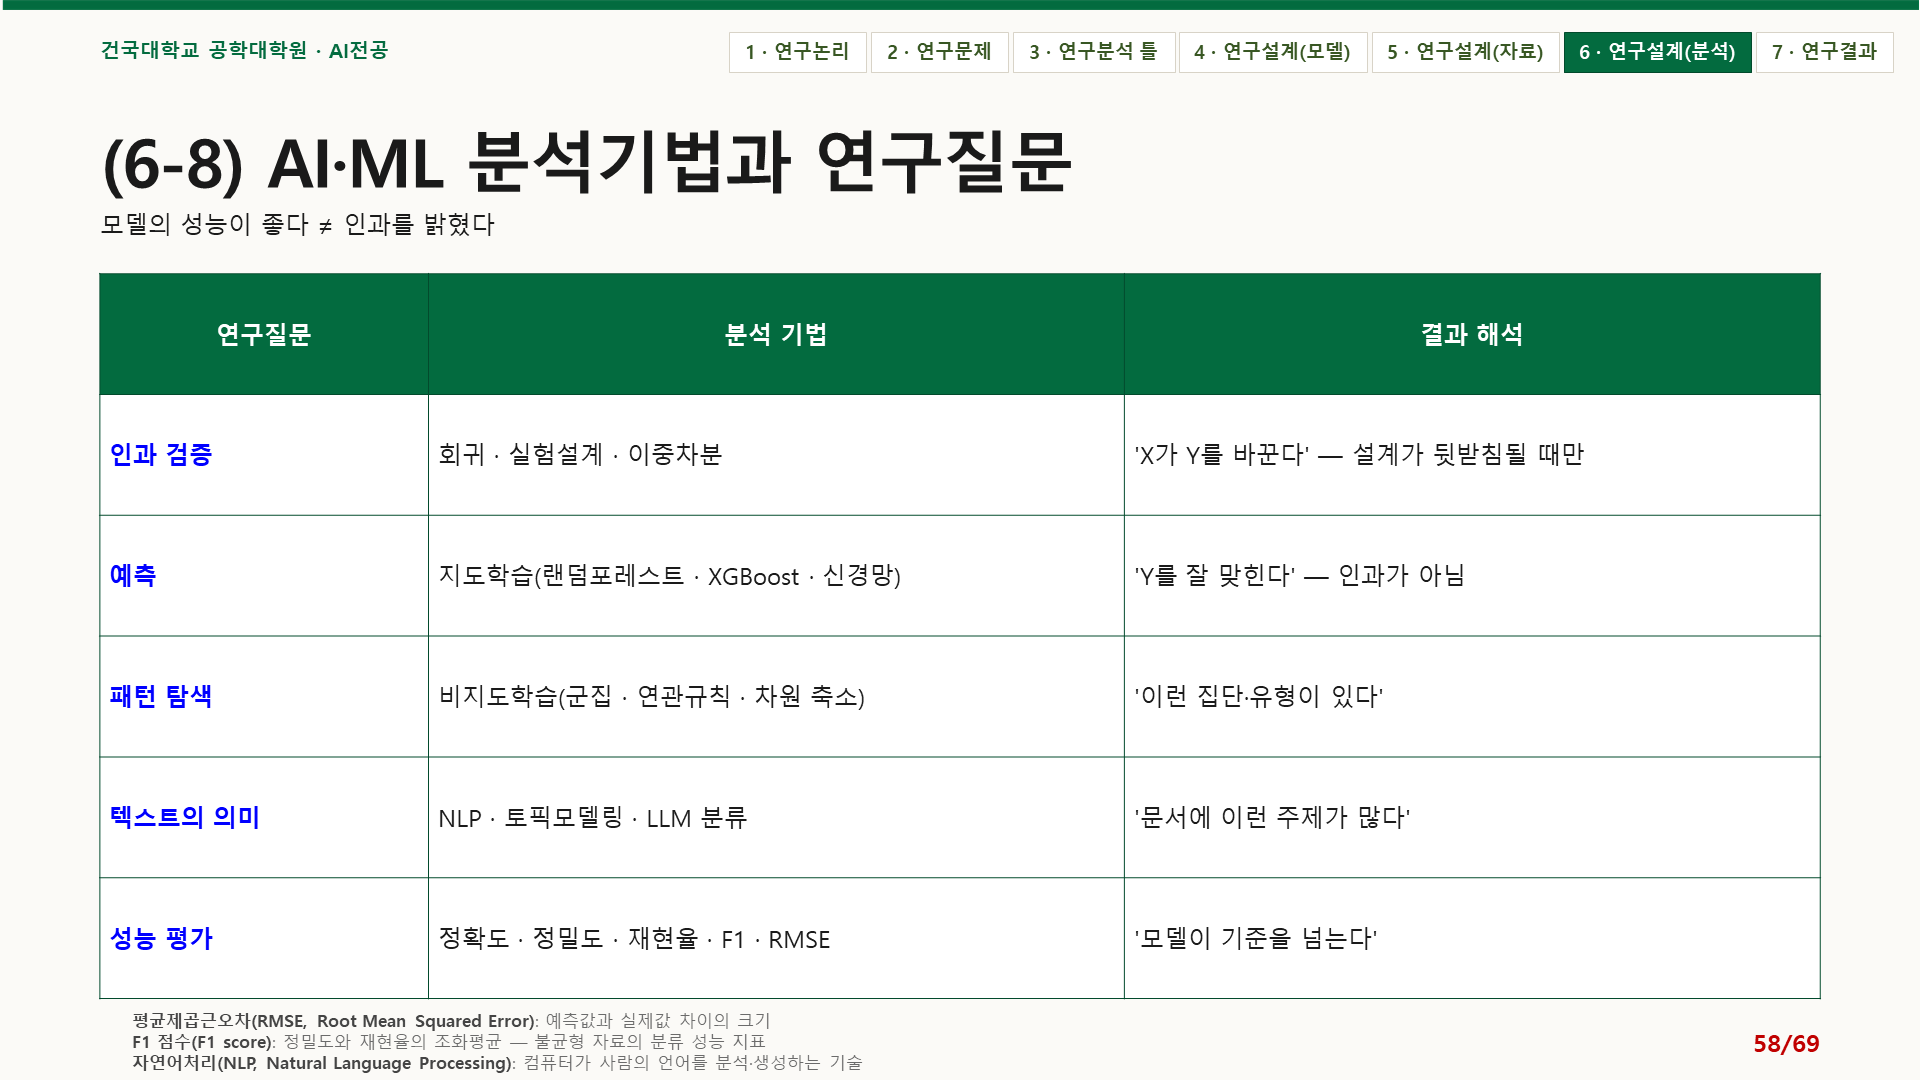 건국대학교 공학대학원 · AI전공
1 · 연구논리
2 · 연구문제
3 · 연구분석 틀
4 · 연구설계(모델)
5 · 연구설계(자료)
6 · 연구설계(분석)
7 · 연구결과
(6-8) AI·ML 분석기법과 연구질문
모델의 성능이 좋다 ≠ 인과를 밝혔다
연구질문
분석 기법
결과 해석
인과 검증
회귀 · 실험설계 · 이중차분
'X가 Y를 바꾼다' — 설계가 뒷받침될 때만
예측
지도학습(랜덤포레스트 · XGBoost · 신경망)
'Y를 잘 맞힌다' — 인과가 아님
패턴 탐색
비지도학습(군집 · 연관규칙 · 차원 축소)
'이런 집단·유형이 있다'
텍스트의 의미
NLP · 토픽모델링 · LLM 분류
'문서에 이런 주제가 많다'
성능 평가
정확도 · 정밀도 · 재현율 · F1 · RMSE
'모델이 기준을 넘는다'
평균제곱근오차(RMSE, Root Mean Squared Error): 예측값과 실제값 차이의 크기
F1 점수(F1 score): 정밀도와 재현율의 조화평균 — 불균형 자료의 분류 성능 지표
자연어처리(NLP, Natural Language Processing): 컴퓨터가 사람의 언어를 분석·생성하는 기술
58/69